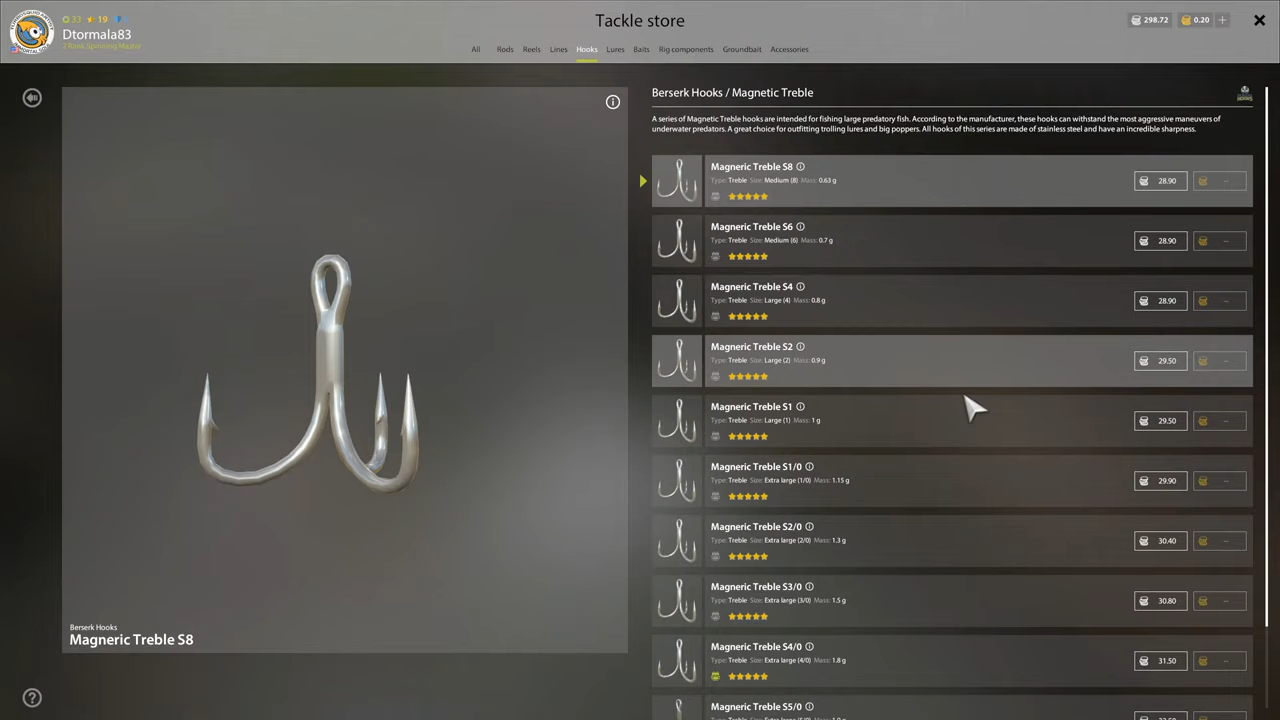 33 19
Tackle store
298.72 0.20 +
Dtormala83
2 Rank Spinning Master
All Rods Reels Lines Hooks Lures Baits Rig components Groundbait Accessories
Berserk Hooks / Magnetic Treble
A series of Magnetic Treble hooks are intended for fishing large predatory fish. According to the manufacturer, these hooks can withstand the most aggressive maneuvers of
underwater predators. A great choice for outfitting trolling lures and big poppers. All hooks of this series are made of stainless steel and have an incredible sharpness.
Magneric Treble S8
Type: Treble Size: Medium (8) Mass: 0.63 g
28.90 --
Magneric Treble S6
Type: Treble Size: Medium (6) Mass: 0.7 g
28.90 --
Magneric Treble S4
Type: Treble Size: Large (4) Mass: 0.8 g
28.90 --
Magneric Treble S2
Type: Treble Size: Large (2) Mass: 0.9 g
29.50 --
Magneric Treble S1
Type: Treble Size: Large (1) Mass: 1 g
29.50 --
Magneric Treble S1/0
Type: Treble Size: Extra large (1/0) Mass: 1.15 g
29.90 --
Magneric Treble S2/0
Type: Treble Size: Extra large (2/0) Mass: 1.3 g
30.40 --
Magneric Treble S3/0
Type: Treble Size: Extra large (3/0) Mass: 1.5 g
30.80 --
Magneric Treble S4/0
Type: Treble Size: Extra large (4/0) Mass: 1.8 g
31.50 --
Magneric Treble S5/0
Berserk Hooks
Magneric Treble S8